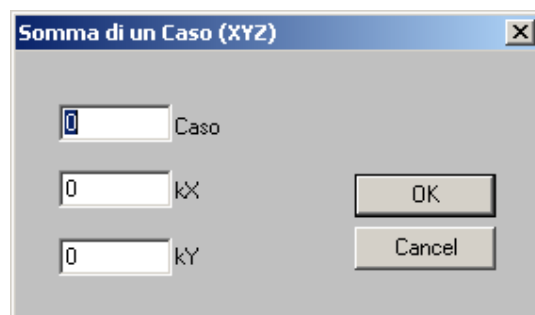 Somma di un Caso (XYZ)
0 Caso
0 kX
OK
0 kY
Cancel